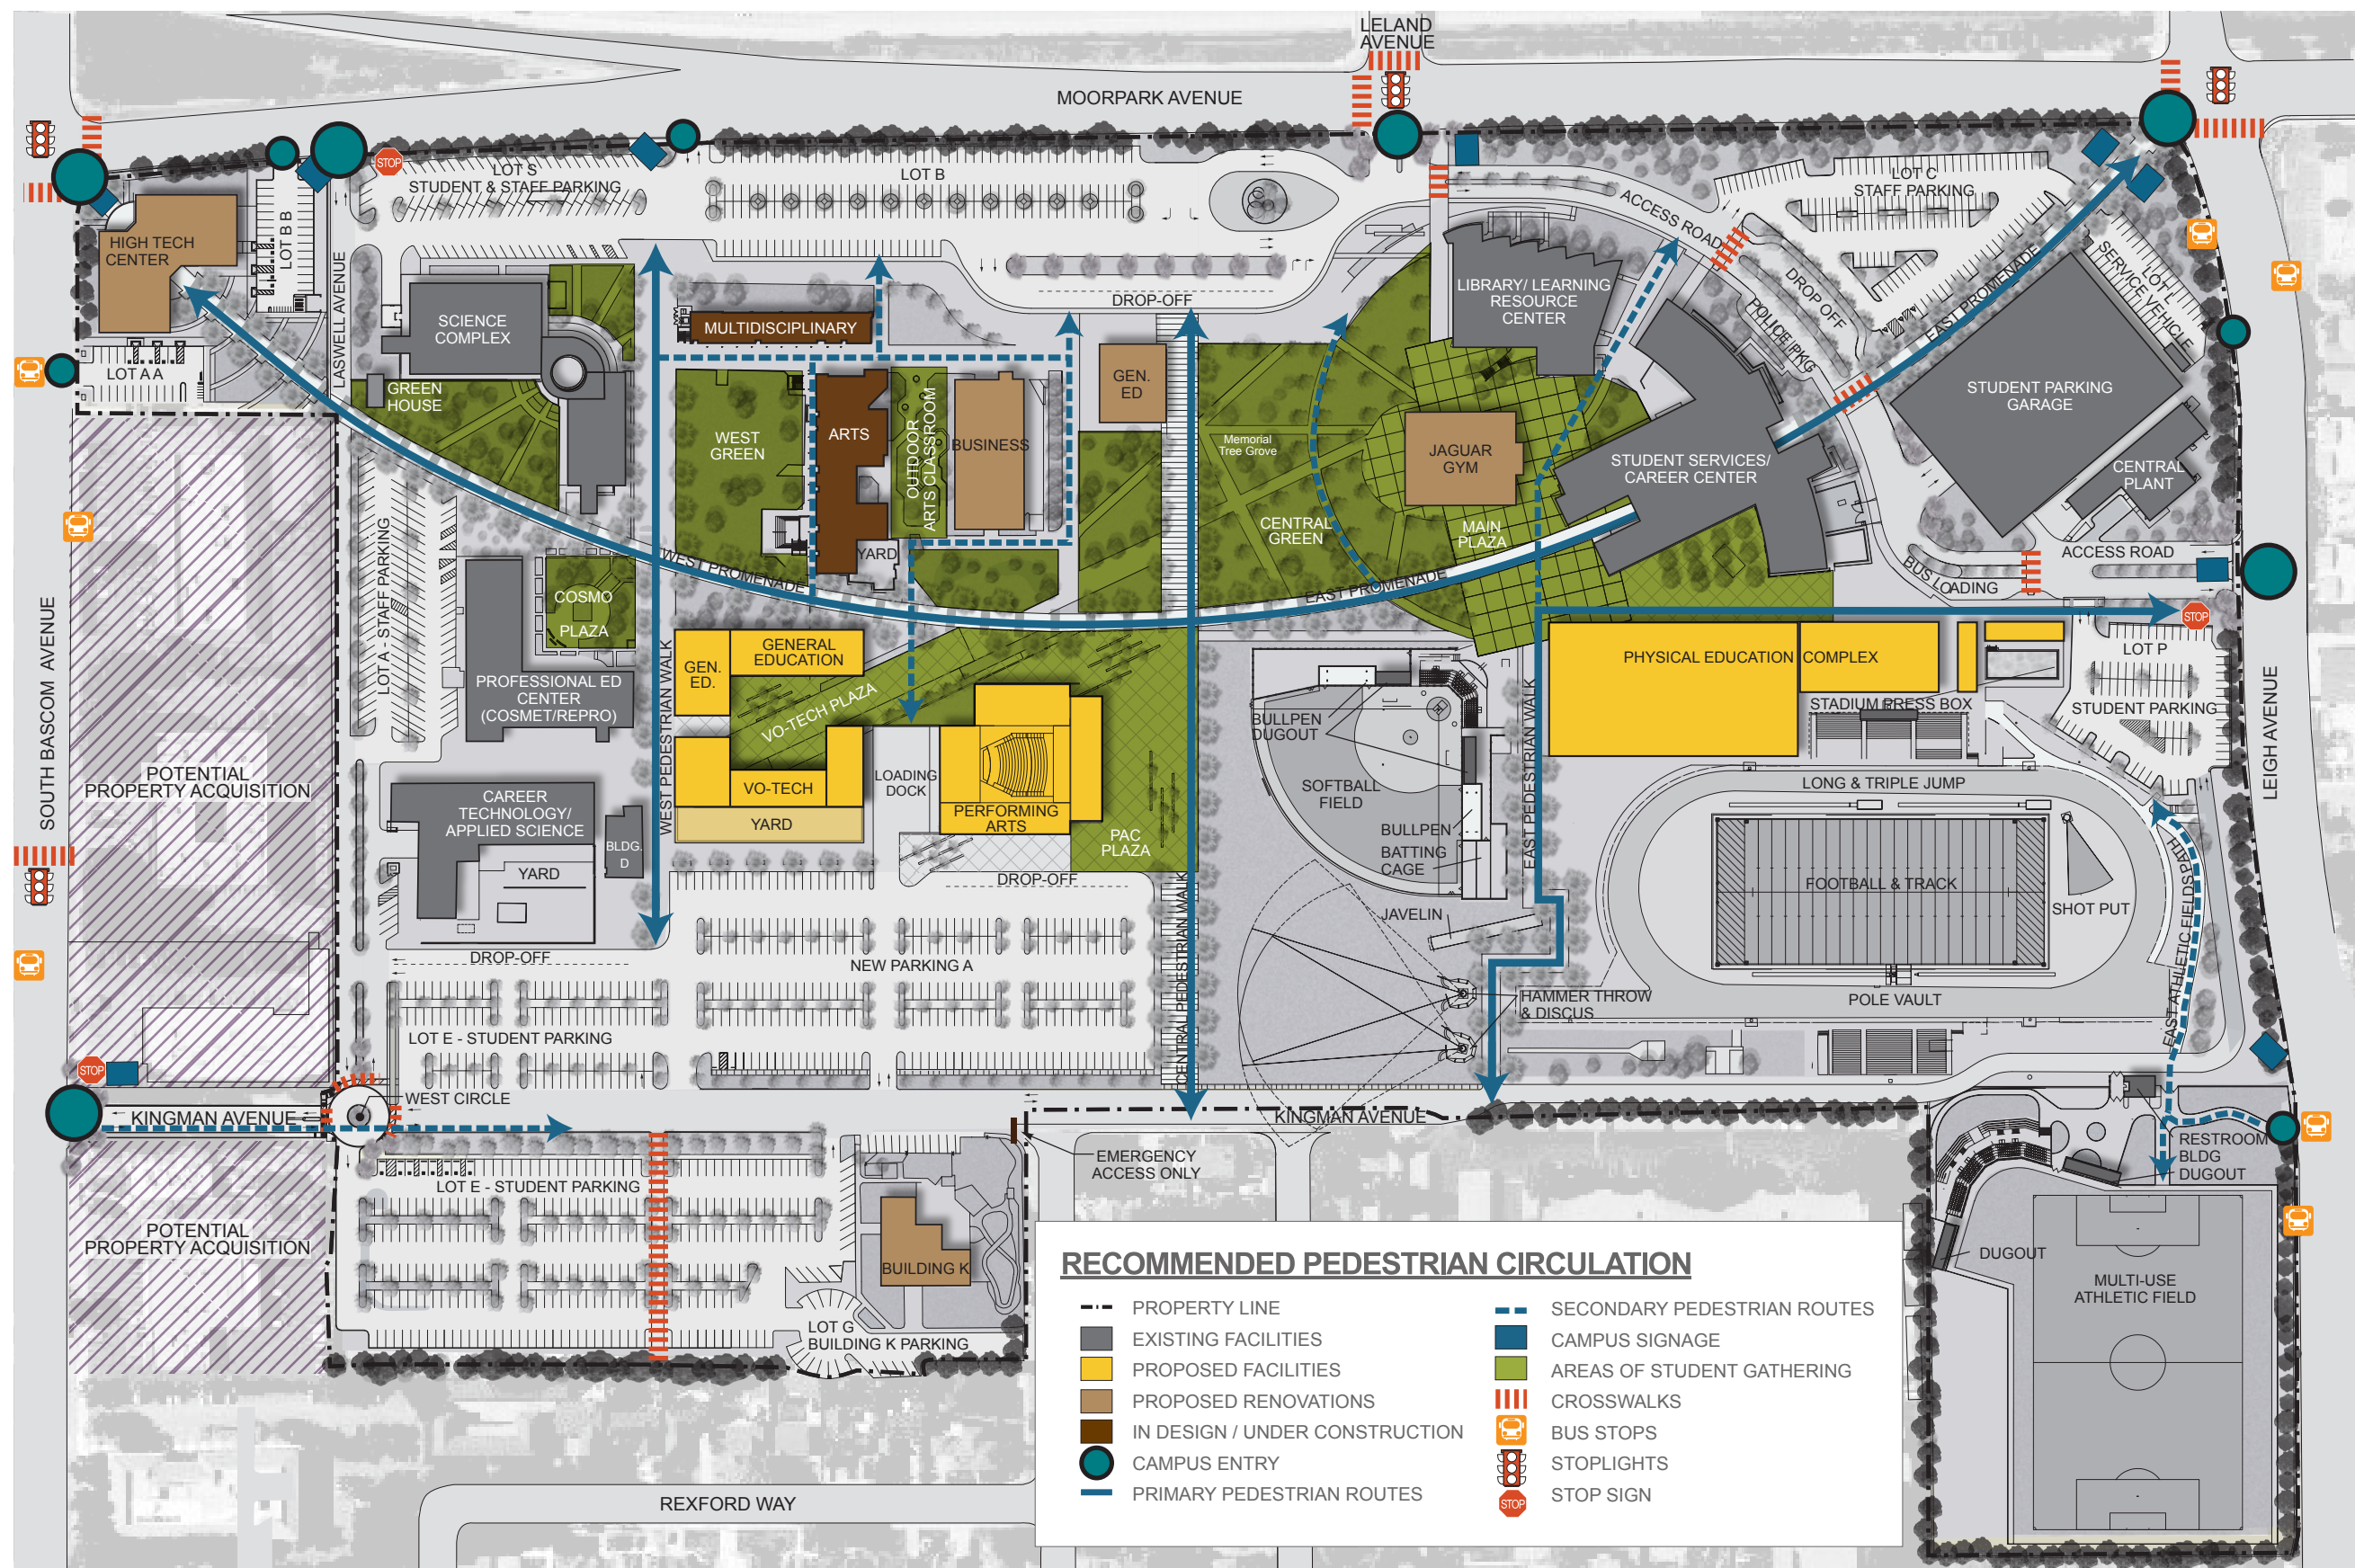 LELAND
AVENUE
MOORPARK AVENUE
STOP
LOT S
STUDENT & STAFF PARKING
LOT B
LOT C
STAFF PARKING
ACCESS ROAD
HIGH TECH
CENTER
LOT B B
LASWELL AVENUE
DROP OFF
POLICE PKG
EAST PROMENADE
LOT L
SERVICE VEHICLE
LIBRARY/ LEARNING
RESOURCE
CENTER
DROP-OFF
SCIENCE
COMPLEX
MULTIDISCIPLINARY
LOT A A
GREEN
HOUSE
GEN.
ED
STUDENT PARKING
GARAGE
WEST
GREEN
ARTS
OUTDOOR
ARTS CLASSROOM
BUSINESS
Memorial
Tree Grove
JAGUAR
GYM
STUDENT SERVICES/
CAREER CENTER
CENTRAL
PLANT
CENTRAL
GREEN
MAIN
PLAZA
LOT A - STAFF PARKING
YARD
WEST PROMENADE
EAST PROMENADE
ACCESS ROAD
BUS LOADING
STOP
COSMO
PLAZA
SOUTH BASCOM AVENUE
PROFESSIONAL ED
CENTER
(COSMET/REPRO)
WEST PEDESTRIAN WALK
GEN.
ED.
GENERAL
EDUCATION
VO-TECH PLAZA
PHYSICAL EDUCATION COMPLEX
LOT P
STUDENT PARKING
STADIUM PRESS BOX
LEIGH AVENUE
BULLPEN
DUGOUT
EAST PEDESTRIAN WALK
POTENTIAL
PROPERTY ACQUISITION
CAREER
TECHNOLOGY/
APPLIED SCIENCE
VO-TECH
YARD
LOADING
DOCK
PERFORMING
ARTS
PAC
PLAZA
SOFTBALL
FIELD
LONG & TRIPLE JUMP
BULLPEN
BATTING
CAGE
BLDG.
D
YARD
DROP-OFF
FOOTBALL & TRACK
SHOT PUT
EAST ATHLETIC FIELDS PATH
JAVELIN
CENTRAL PEDESTRIAN WALK
DROP-OFF
NEW PARKING A
HAMMER THROW
& DISCUS
POLE VAULT
LOT E - STUDENT PARKING
STOP
WEST CIRCLE
KINGMAN AVENUE
KINGMAN AVENUE
EMERGENCY
ACCESS ONLY
RESTROOM
BLDG
DUGOUT
LOT E - STUDENT PARKING
POTENTIAL
PROPERTY ACQUISITION
BUILDING K
DUGOUT
MULTI-USE
ATHLETIC FIELD
LOT G
BUILDING K PARKING
REXFORD WAY
RECOMMENDED PEDESTRIAN CIRCULATION
PROPERTY LINE
EXISTING FACILITIES
PROPOSED FACILITIES
PROPOSED RENOVATIONS
IN DESIGN / UNDER CONSTRUCTION
CAMPUS ENTRY
PRIMARY PEDESTRIAN ROUTES
SECONDARY PEDESTRIAN ROUTES
CAMPUS SIGNAGE
AREAS OF STUDENT GATHERING
CROSSWALKS
BUS STOPS
STOPLIGHTS
STOP
STOP SIGN